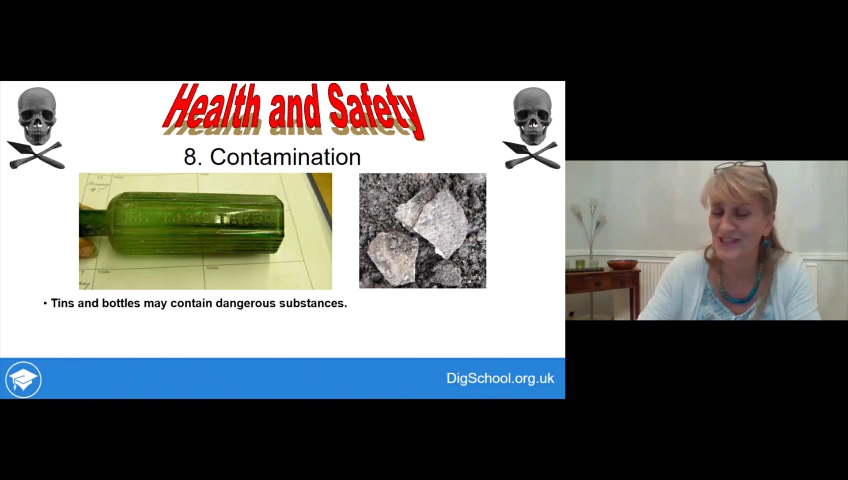 Health and Safety
8. Contamination
• Tins and bottles may contain dangerous substances.
DigSchool.org.uk